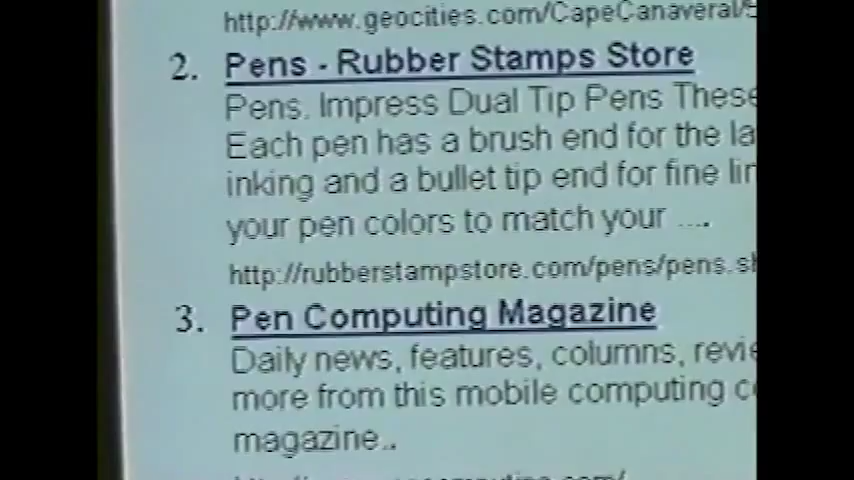 http://www.geocities.com/CapeCanaveral/
2. Pens - Rubber Stamps Store
Pens. Impress Dual Tip Pens These
Each pen has a brush end for the la
inking and a bullet tip end for fine lin
your pen colors to match your ....
http://rubberstampstore.com/pens/pens.sh
3. Pen Computing Magazine
Daily news, features, columns, revie
more from this mobile computing co
magazine..